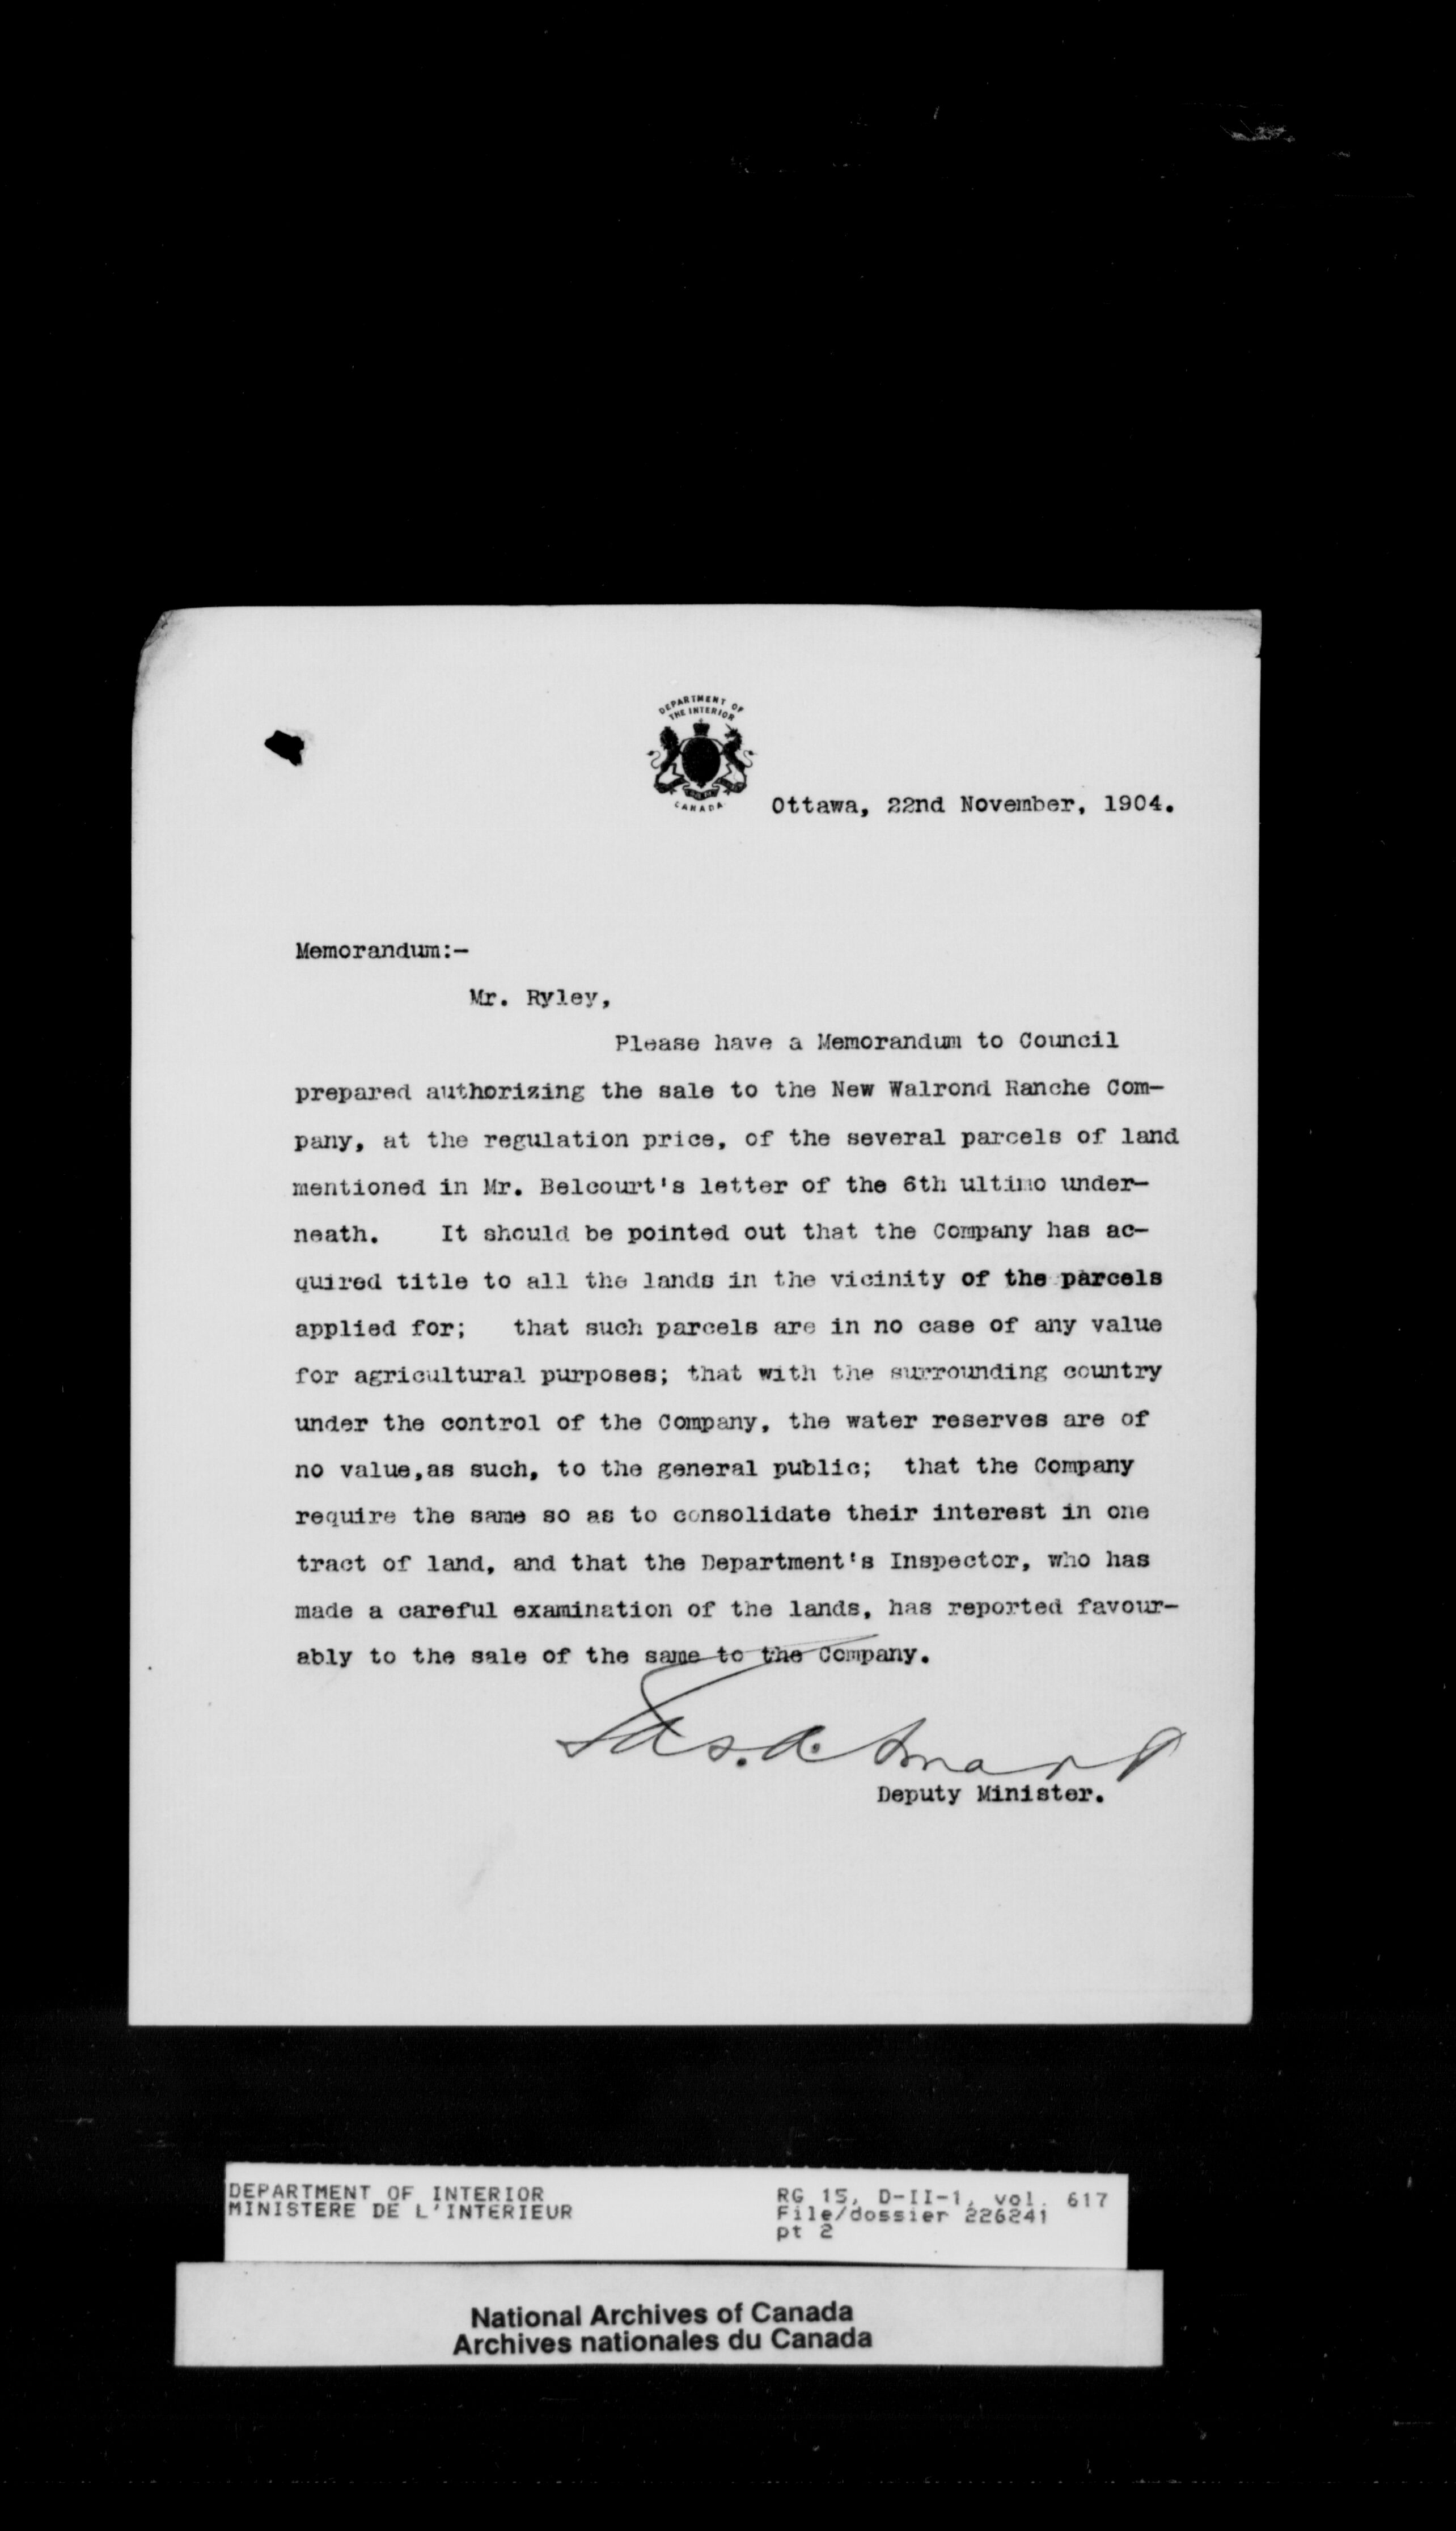 DEPARTMENT OF
THE INTERIOR
CANADA
Ottawa, 22nd November, 1904.
Memorandum:-
Mr. Ryley,
Please have a Memorandum to Council
prepared authorizing the sale to the New Walrond Ranche Com-
pany, at the regulation price, of the several parcels of land
mentioned in Mr. Belcourt's letter of the 6th ultimo under-
neath. It should be pointed out that the Company has ac-
quired title to all the lands in the vicinity of the parcels
applied for; that such parcels are in no case of any value
for agricultural purposes; that with the surrounding country
under the control of the Company, the water reserves are of
no value,as such, to the general public; that the Company
require the same so as to consolidate their interest in one
tract of land, and that the Department's Inspector, who has
made a careful examination of the lands, has reported favour-
ably to the sale of the same to the Company.
Jas. A. Smart
Deputy Minister.
DEPARTMENT OF INTERIOR
MINISTERE DE L'INTERIEUR
RG 15, D-II-1, vol. 617
File/dossier 226241
pt 2
National Archives of Canada
Archives nationales du Canada